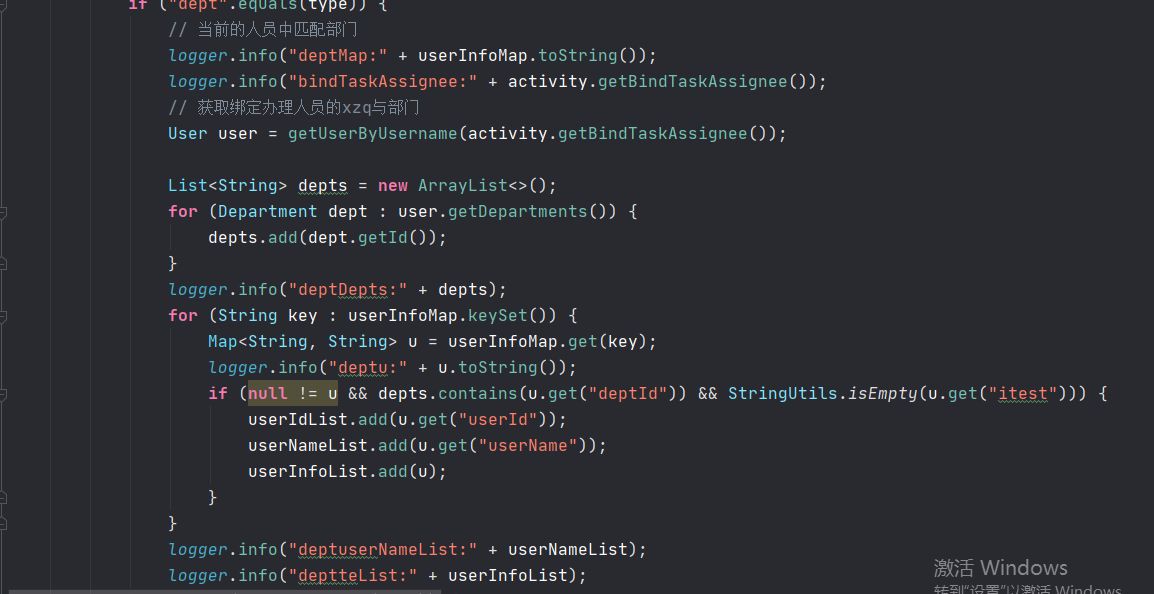 if ("dept".equals(type)) {
// 当前的人员中匹配部门
logger.info("deptMap:" + userInfoMap.toString());
logger.info("bindTaskAssignee:" + activity.getBindTaskAssignee());
// 获取绑定办理人员的xzq与部门
User user = getUserByUsername(activity.getBindTaskAssignee());
List<String> depts = new ArrayList<>();
for (Department dept : user.getDepartments()) {
depts.add(dept.getId());
}
logger.info("deptDepts:" + depts);
for (String key : userInfoMap.keySet()) {
Map<String, String> u = userInfoMap.get(key);
logger.info("deptu:" + u.toString());
if (null != u && depts.contains(u.get("deptId")) && StringUtils.isEmpty(u.get("itest"))) {
userIdList.add(u.get("userId"));
userNameList.add(u.get("userName"));
userInfoList.add(u);
}
}
logger.info("deptuserNameList:" + userNameList);
logger.info("deptteList:" + userInfoList);
激活 Windows
转到"设置"以激活 Windows